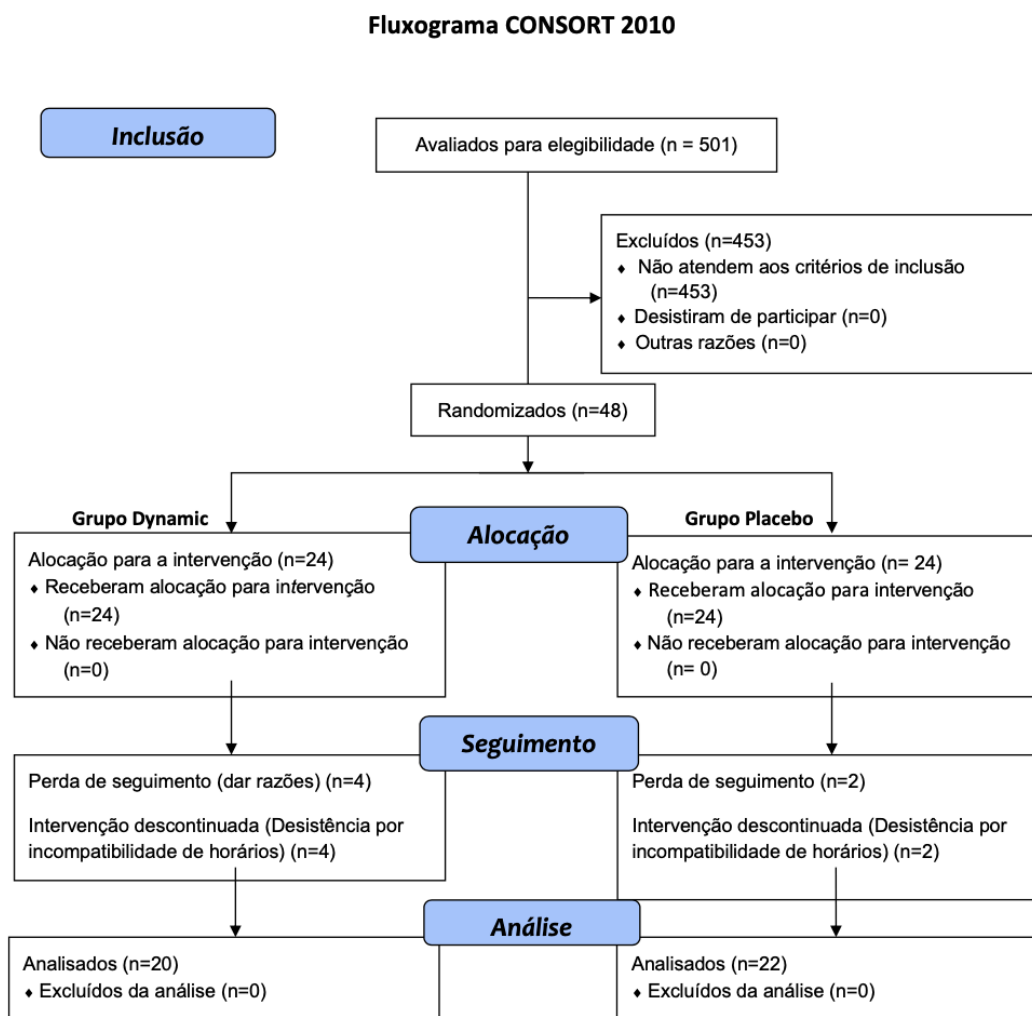 Fluxograma CONSORT 2010
Inclusão
Avaliados para elegibilidade (n = 501)
Excluídos (n=453)
♦ Não atendem aos critérios de inclusão
(n=453)
♦ Desistiram de participar (n=0)
♦ Outras razões (n=0)
Randomizados (n=48)
Grupo Dynamic
Alocação
Grupo Placebo
Alocação para a intervenção (n=24)
♦ Receberam alocação para intervenção
(n=24)
♦ Não receberam alocação para intervenção
(n=0)
Alocação para a intervenção (n= 24)
♦ Receberam alocação para intervenção
(n=24)
♦ Não receberam alocação para intervenção
(n= 0)
Seguimento
Perda de seguimento (dar razões) (n=4)
Intervenção descontinuada (Desistência por
incompatibilidade de horários) (n=4)
Perda de seguimento (n=2)
Intervenção descontinuada (Desistência por
incompatibilidade de horários) (n=2)
Análise
Analisados (n=20)
♦ Excluídos da análise (n=0)
Analisados (n=22)
♦ Excluídos da análise (n=0)